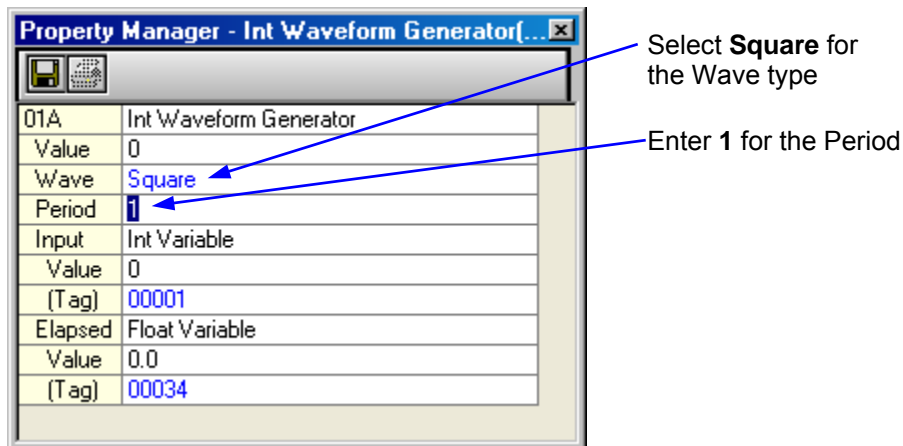 Property Manager - Int Waveform Generator(...
Select Square for
the Wave type
01A Int Waveform Generator
Value 0
Enter 1 for the Period
Wave Square
Period 1
Input Int Variable
Value 0
(Tag) 00001
Elapsed Float Variable
Value 0.0
(Tag) 00034